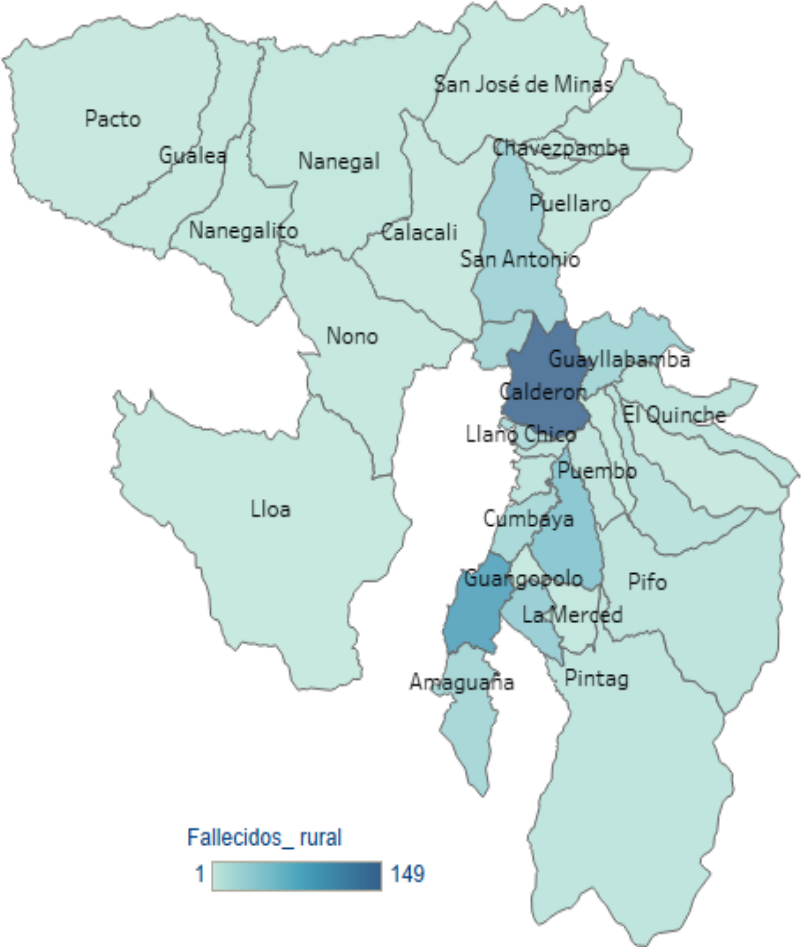 San José de Minas
Pacto
Chavezpamba
Gualea
Nanegal
Puellaro
Nanegalito
Calacali
San Antonio
Nono
Guayllabamba
Calderon
El Quinche
Llano Chico
Puembo
Lloa
Cumbaya
Guangopolo
Pifo
La Merced
Amaguaña
Pintag
Fallecidos_ rural
1 149